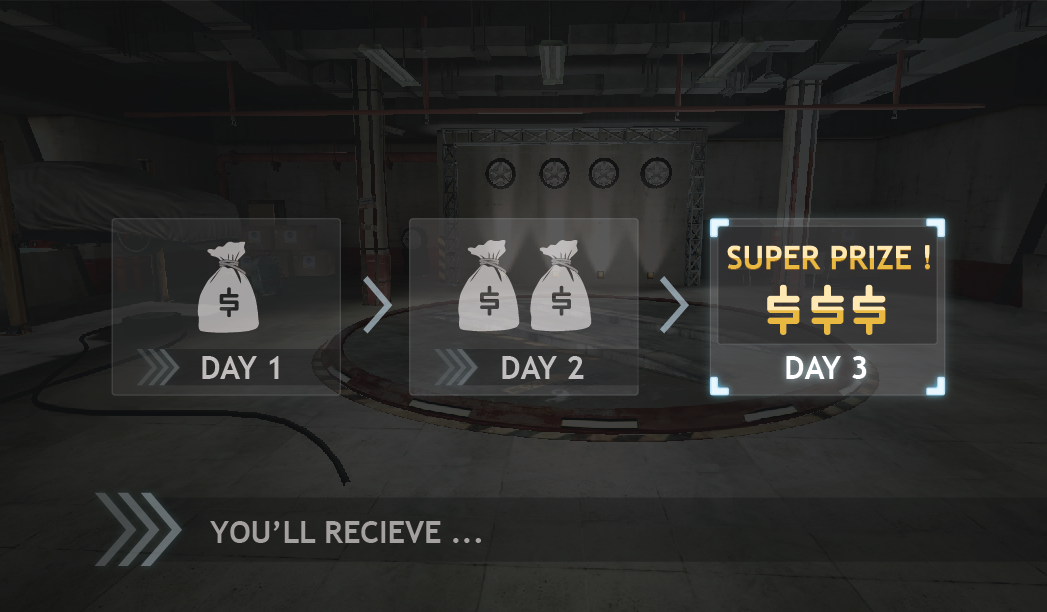 SUPER PRIZE !
$ $ $ $ $ $
DAY 1 DAY 2 DAY 3
YOU'LL RECIEVE ...